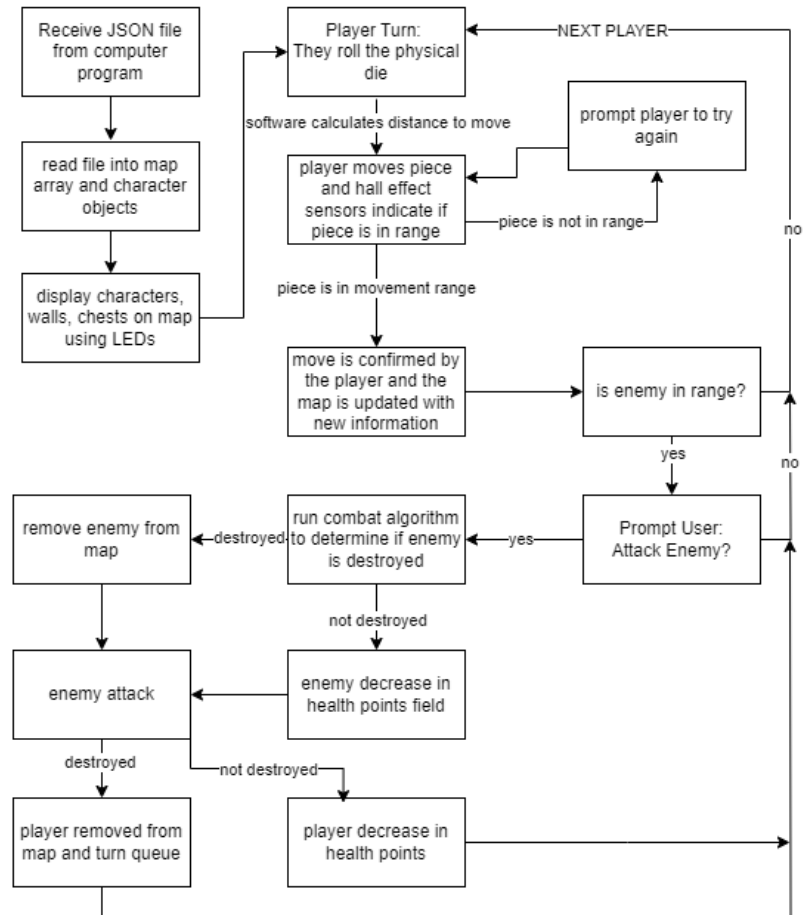 Receive JSON file
from computer
program
Player Turn:
They roll the physical
die
NEXT PLAYER
software calculates distance to move
prompt player to try
again
read file into map
array and character
objects
player moves piece
and hall effect
sensors indicate if
piece is in range
piece is not in range
no
display characters,
walls, chests on map
using LEDs
piece is in movement range
move is confirmed by
the player and the
map is updated with
new information
is enemy in range?
yes
no
remove enemy from
map
destroyed
run combat algorithm
to determine if enemy
is destroyed
yes
Prompt User:
Attack Enemy?
not destroyed
enemy attack
enemy decrease in
health points field
destroyed
not destroyed
player removed from
map and turn queue
player decrease in
health points